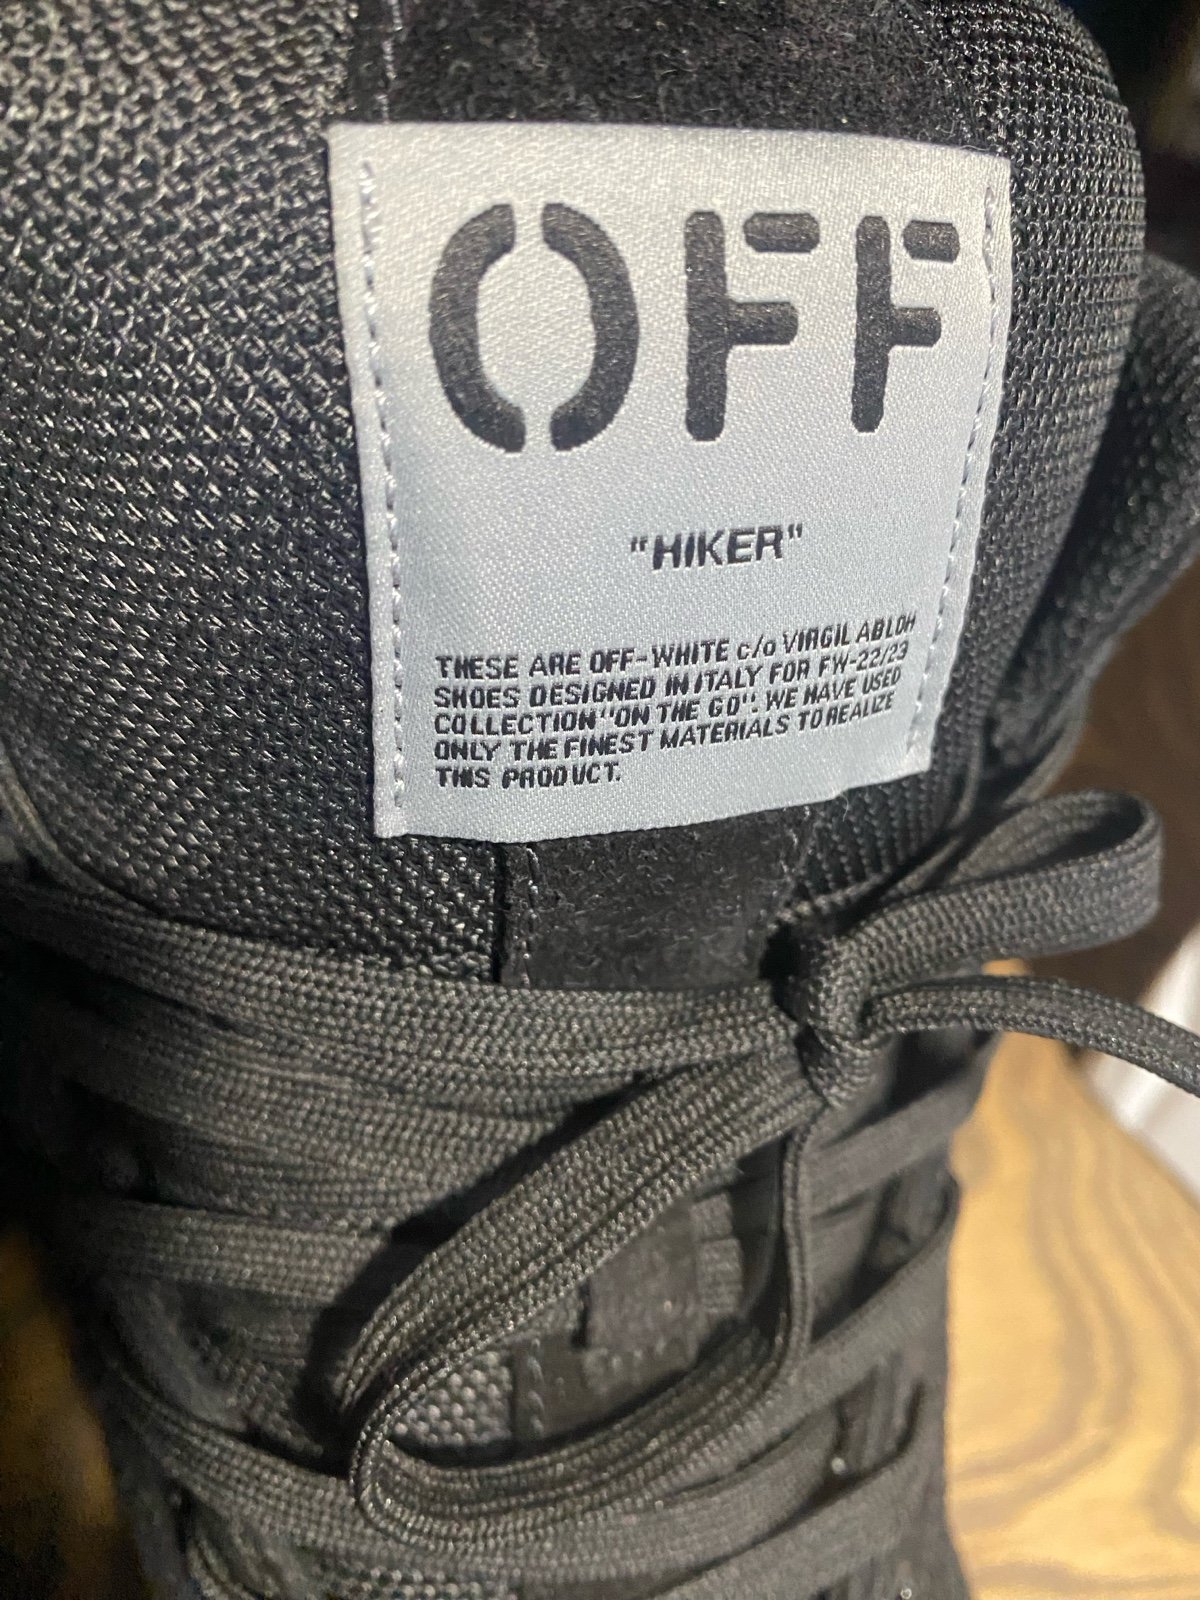 OFF
"HIKER"
THESE ARE OFF-WHITE c/o VIRGIL ABLOH
SHOES DESIGNED IN ITALY FOR FW-22/23
COLLECTION "ON THE GO". WE HAVE USED
ONLY THE FINEST MATERIALS TO REALIZE
THIS PRODUCT.